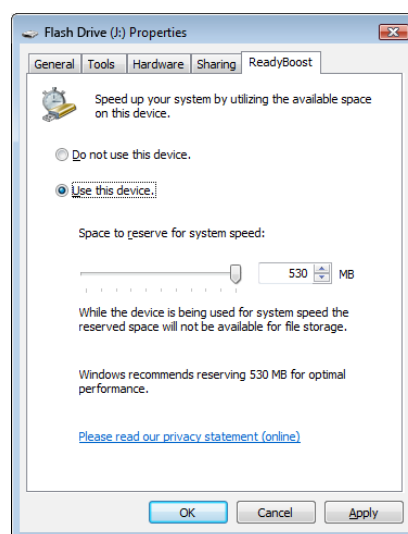 Flash Drive (J:) Properties
General Tools Hardware Sharing ReadyBoost
Speed up your system by utilizing the available space
on this device.
Do not use this device.
Use this device.
Space to reserve for system speed:
530 MB
While the device is being used for system speed the
reserved space will not be available for file storage.
Windows recommends reserving 530 MB for optimal
performance.
Please read our privacy statement (online)
OK Cancel Apply